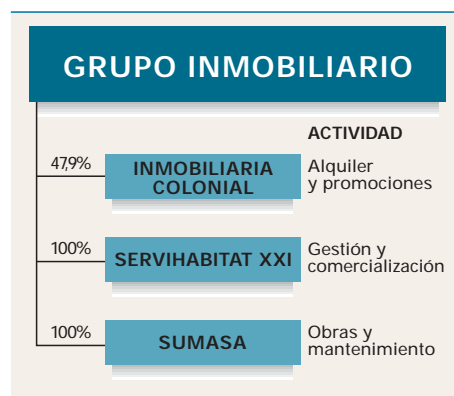 GRUPO INMOBILIARIO
ACTIVIDAD
47,9%
INMOBILIARIA
COLONIAL
Alquiler
y promociones
100%
SERVIHABITAT XXI
Gestión y
comercialización
100%
SUMASA
Obras y
mantenimiento